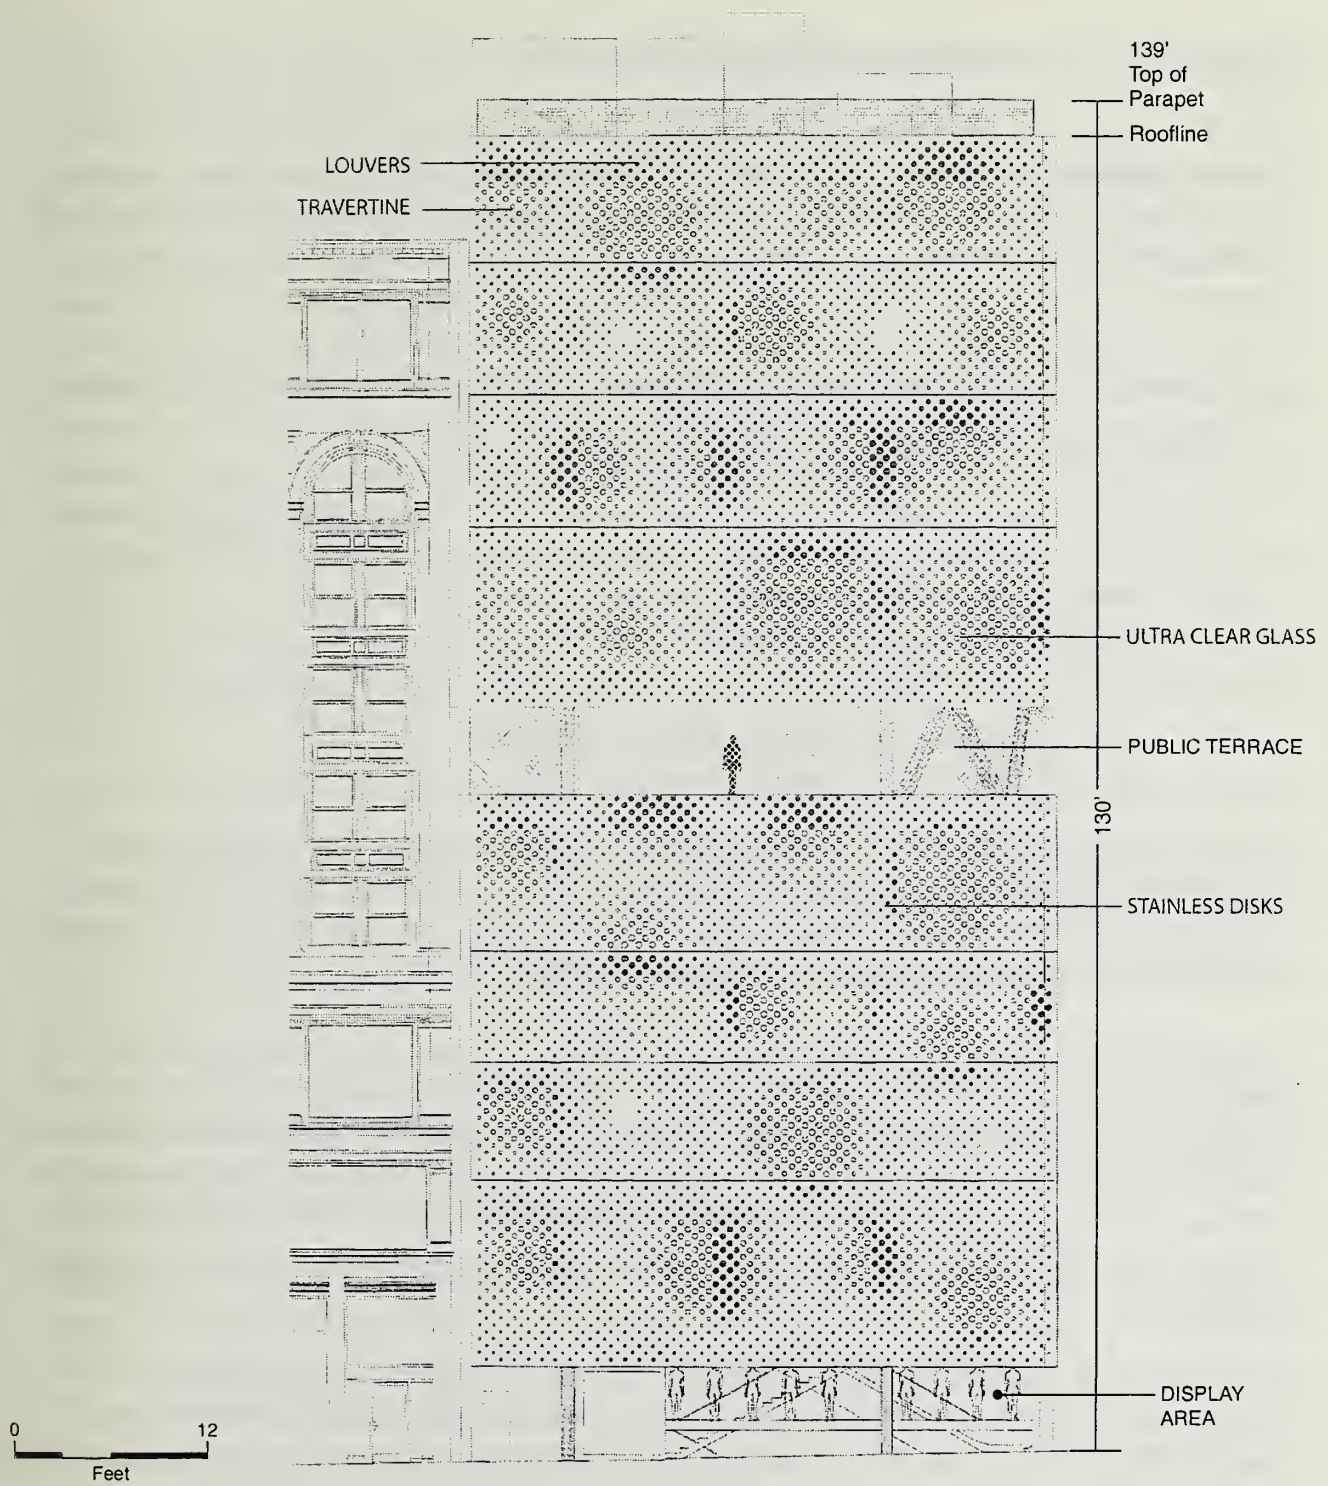 139'
Top of
Parapet
Roofline
LOUVERS
TRAVERTINE
ULTRA CLEAR GLASS
PUBLIC TERRACE
130'
STAINLESS DISKS
DISPLAY
AREA
0 12
Feet